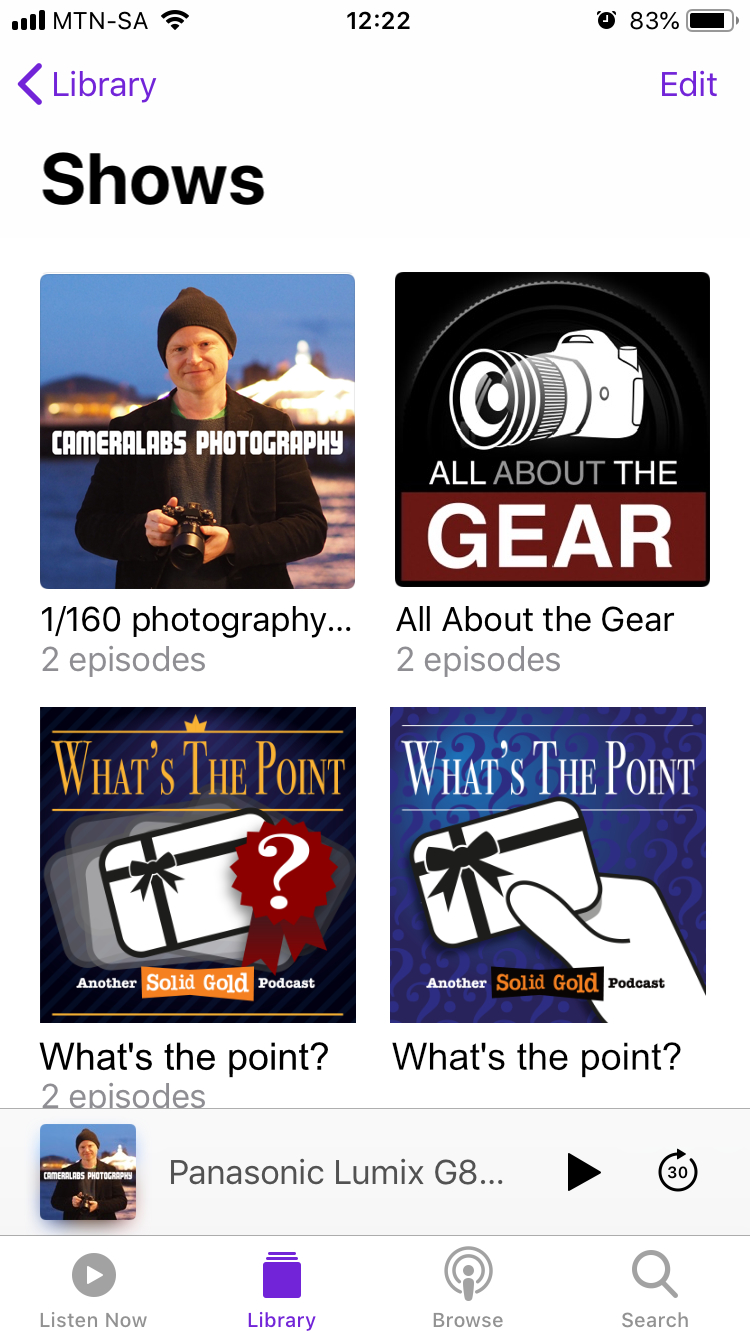 MTN-SA 12:22 83%
Library Edit
Shows
CAMERALABS PHOTOGRAPHY
1/160 photography...
2 episodes
ALL ABOUT THE
GEAR
All About the Gear
2 episodes
WHAT'S THE POINT
?
Another Solid Gold Podcast
What's the point?
2 episodes
WHAT'S THE POINT
Another Solid Gold Podcast
What's the point?
CAMERALABS PHOTOGRAPHY
Panasonic Lumix G8...
30
Listen Now Library Browse Search